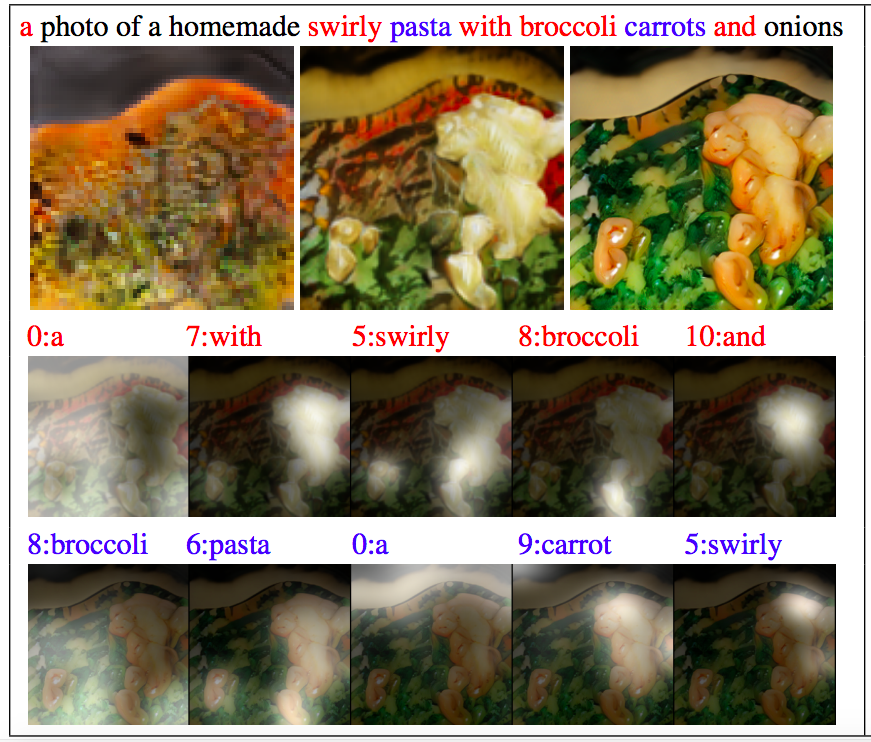 a photo of a homemade swirly pasta with broccoli carrots and onions
0:a 7:with 5:swirly 8:broccoli 10:and
8:broccoli 6:pasta 0:a 9:carrot 5:swirly